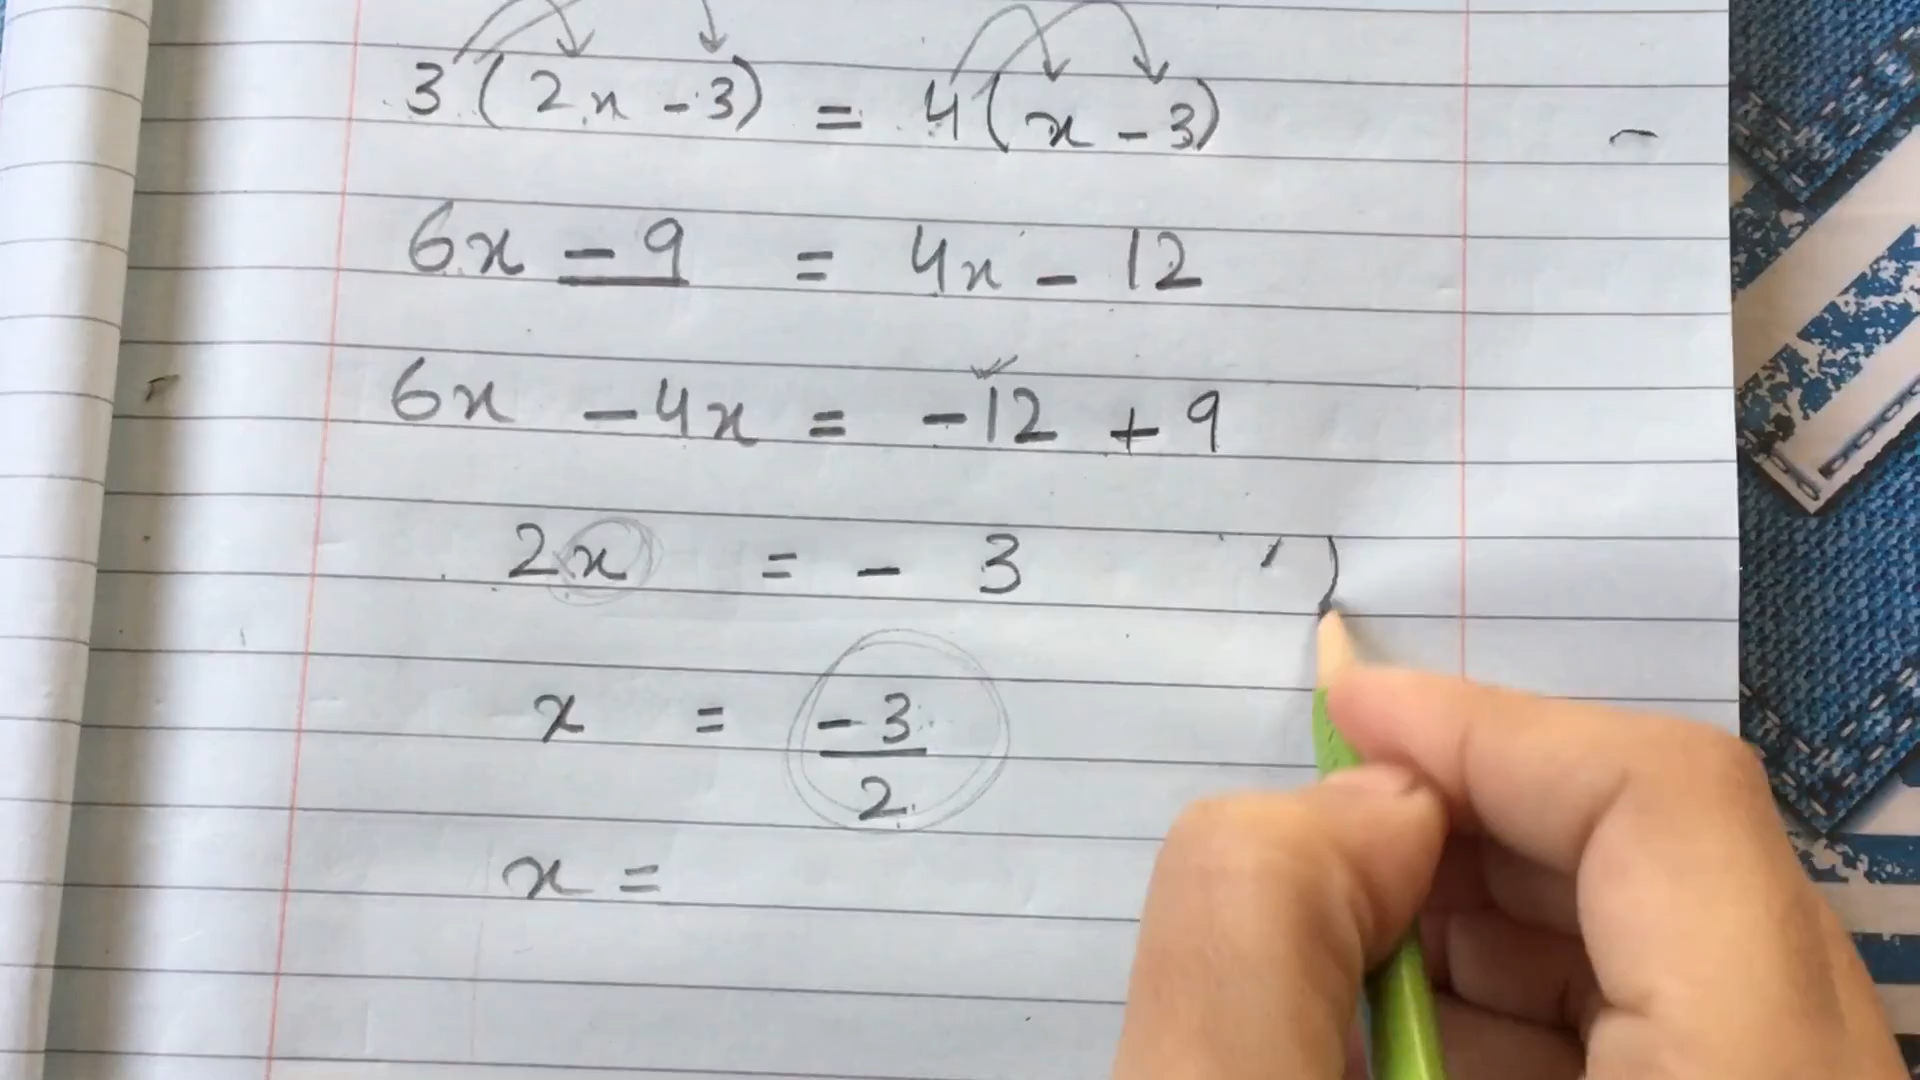 3(2x - 3) = 4(x - 3)
6x - 9 = 4x - 12
6x - 4x = -12 + 9
2x = - 3
x = -3/2
x =